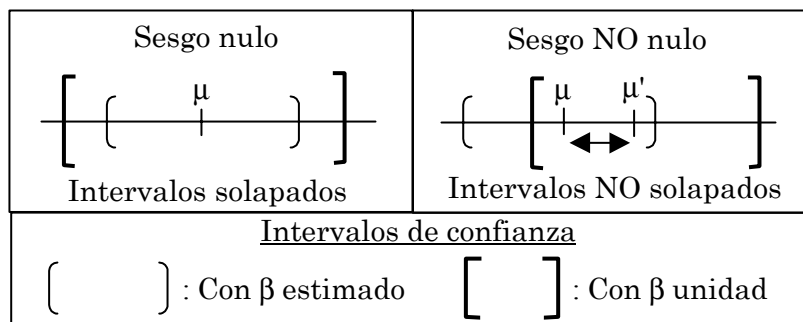 Sesgo nulo
μ
Intervalos solapados
Sesgo NO nulo
μ μ'
Intervalos NO solapados
Intervalos de confianza
: Con β estimado
: Con β unidad